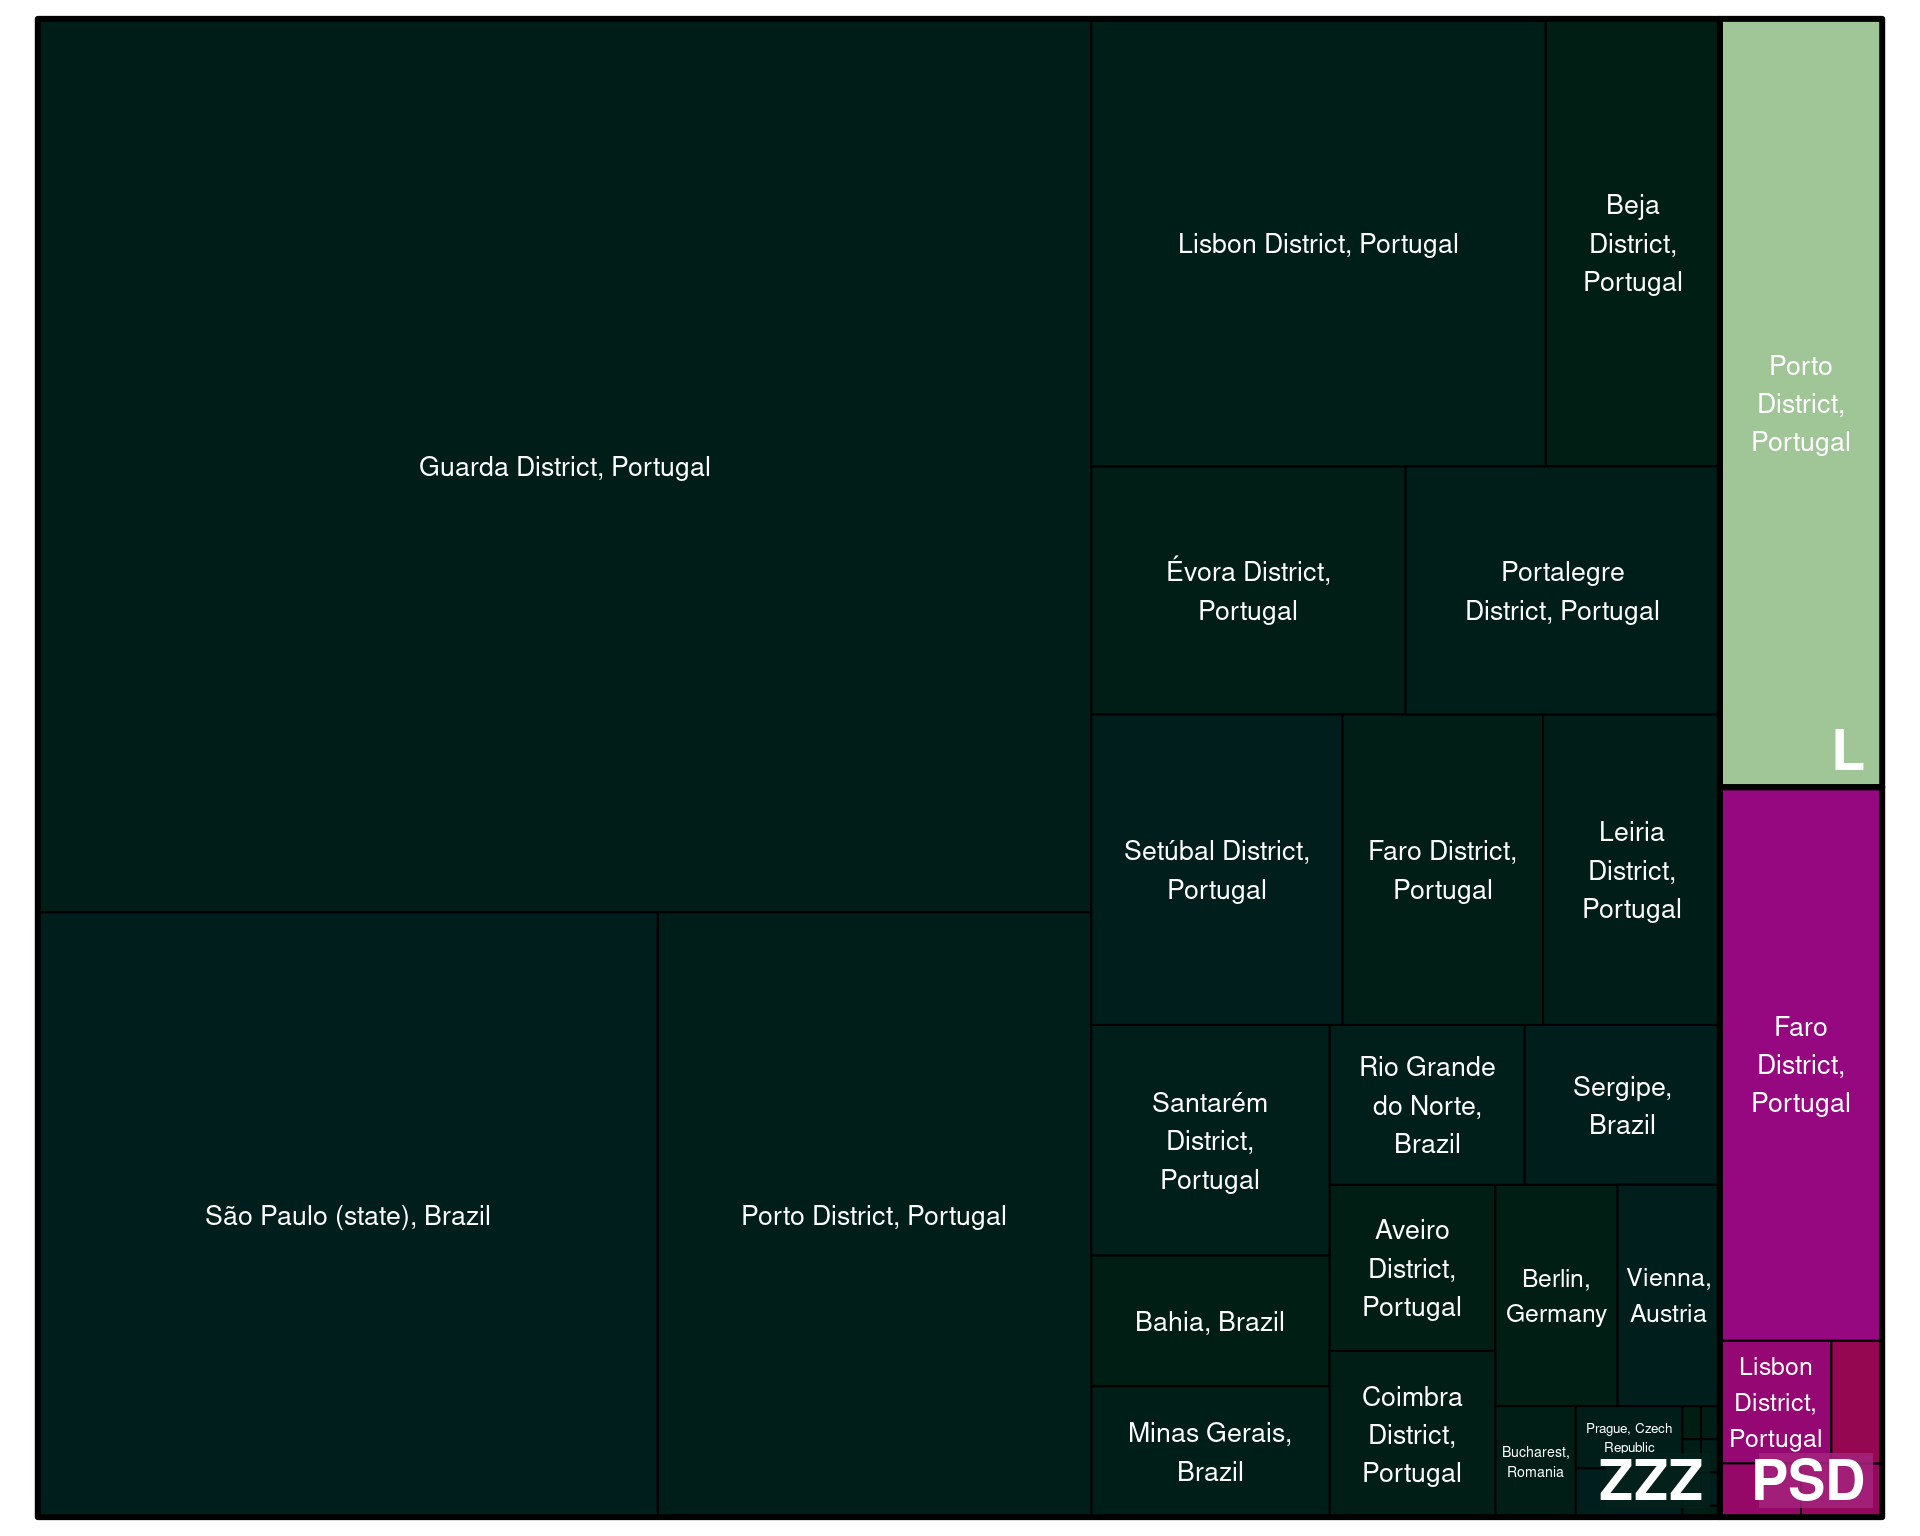 Guarda District, Portugal
Lisbon District, Portugal
Beja
District,
Portugal
Évora District,
Portugal
Portalegre
District, Portugal
Setúbal District,
Portugal
Faro District,
Portugal
Leiria
District,
Portugal
São Paulo (state), Brazil
Porto District, Portugal
Santarém
District,
Portugal
Rio Grande
do Norte,
Brazil
Sergipe,
Brazil
Bahia, Brazil
Minas Gerais,
Brazil
Aveiro
District,
Portugal
Coimbra
District,
Portugal
Berlin,
Germany
Vienna,
Austria
Bucharest,
Romania
Prague, Czech
Republic
ZZZ
Porto
District,
Portugal
L
Faro
District,
Portugal
Lisbon
District,
Portugal
PSD